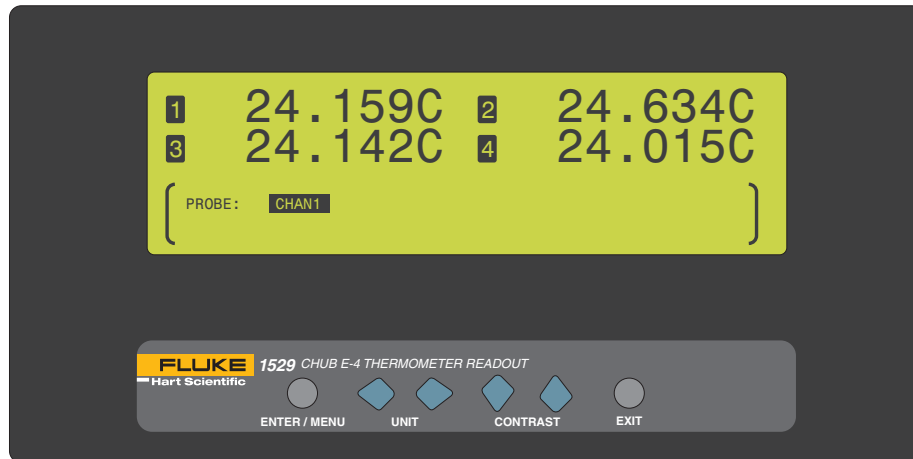 1 24.159C 2 24.634C
3 24.142C 4 24.015C
PROBE: CHAN1
FLUKE 1529 CHUB E-4 THERMOMETER READOUT
Hart Scientific
ENTER / MENU UNIT CONTRAST EXIT